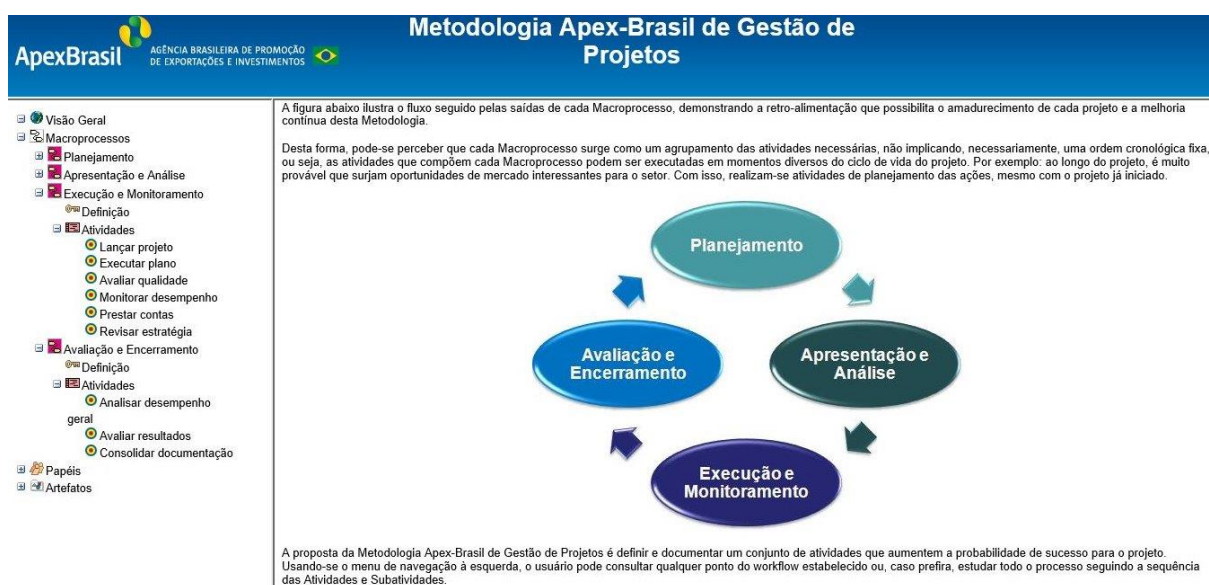 Metodologia Apex-Brasil de Gestão de
Projetos
ApexBrasil
AGÊNCIA BRASILEIRA DE PROMOÇÃO
DE EXPORTAÇÕES E INVESTIMENTOS
Visão Geral
Macroprocessos
Planejamento
Apresentação e Análise
Execução e Monitoramento
Definição
Atividades
Lançar projeto
Executar plano
Avaliar qualidade
Monitorar desempenho
Prestar contas
Revisar estratégia
Avaliação e Encerramento
Definição
Atividades
Analisar desempenho
geral
Avaliar resultados
Consolidar documentação
Papéis
Artefatos
A figura abaixo ilustra o fluxo seguido pelas saídas de cada Macroprocesso, demonstrando a retro-alimentação que possibilita o amadurecimento de cada projeto e a melhoria
contínua desta Metodologia.
Desta forma, pode-se perceber que cada Macroprocesso surge como um agrupamento das atividades necessárias, não implicando, necessariamente, uma ordem cronológica fixa,
ou seja, as atividades que compõem cada Macroprocesso podem ser executadas em momentos diversos do ciclo de vida do projeto. Por exemplo: ao longo do projeto, é muito
provável que surjam oportunidades de mercado interessantes para o setor. Com isso, realizam-se atividades de planejamento das ações, mesmo com o projeto já iniciado.
Planejamento
Avaliação e
Encerramento
Apresentação e
Análise
Execução e
Monitoramento
A proposta da Metodologia Apex-Brasil de Gestão de Projetos é definir e documentar um conjunto de atividades que aumentem a probabilidade de sucesso para o projeto.
Usando-se o menu de navegação à esquerda, o usuário pode consultar qualquer ponto do workflow estabelecido ou, caso prefira, estudar todo o processo seguindo a sequência
das Atividades e Subatividades.